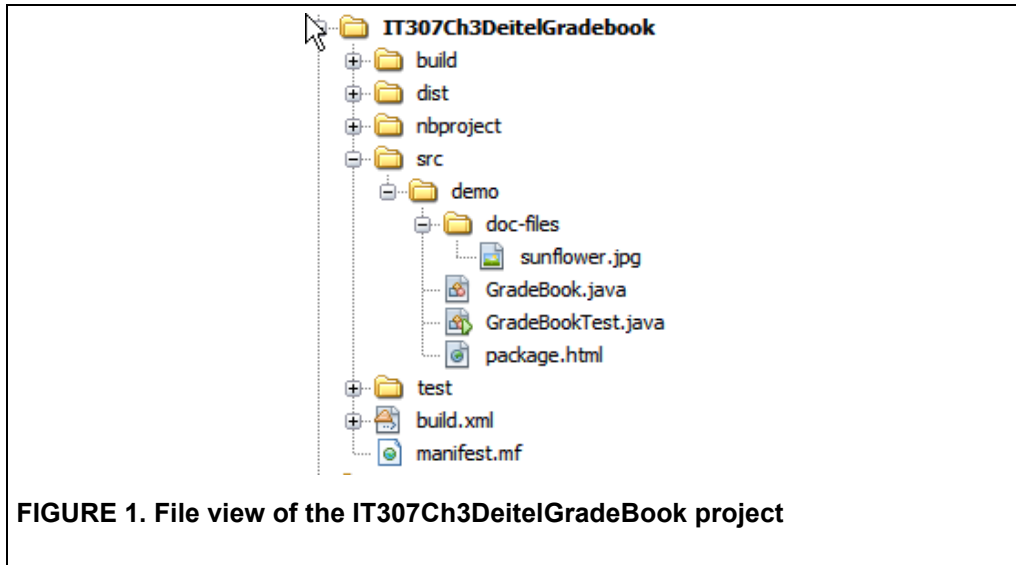 IT307Ch3DeitelGradebook
build
dist
nbproject
src
demo
doc-files
sunflower.jpg
GradeBook.java
GradeBookTest.java
package.html
test
build.xml
manifest.mf
FIGURE 1. File view of the IT307Ch3DeitelGradeBook project